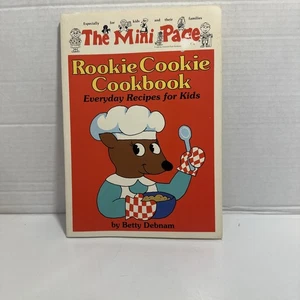 Especially for kids and their families
The Mini Page
Rookie Cookie
Cookbook
Everyday Recipes for Kids
by Betty Debnam